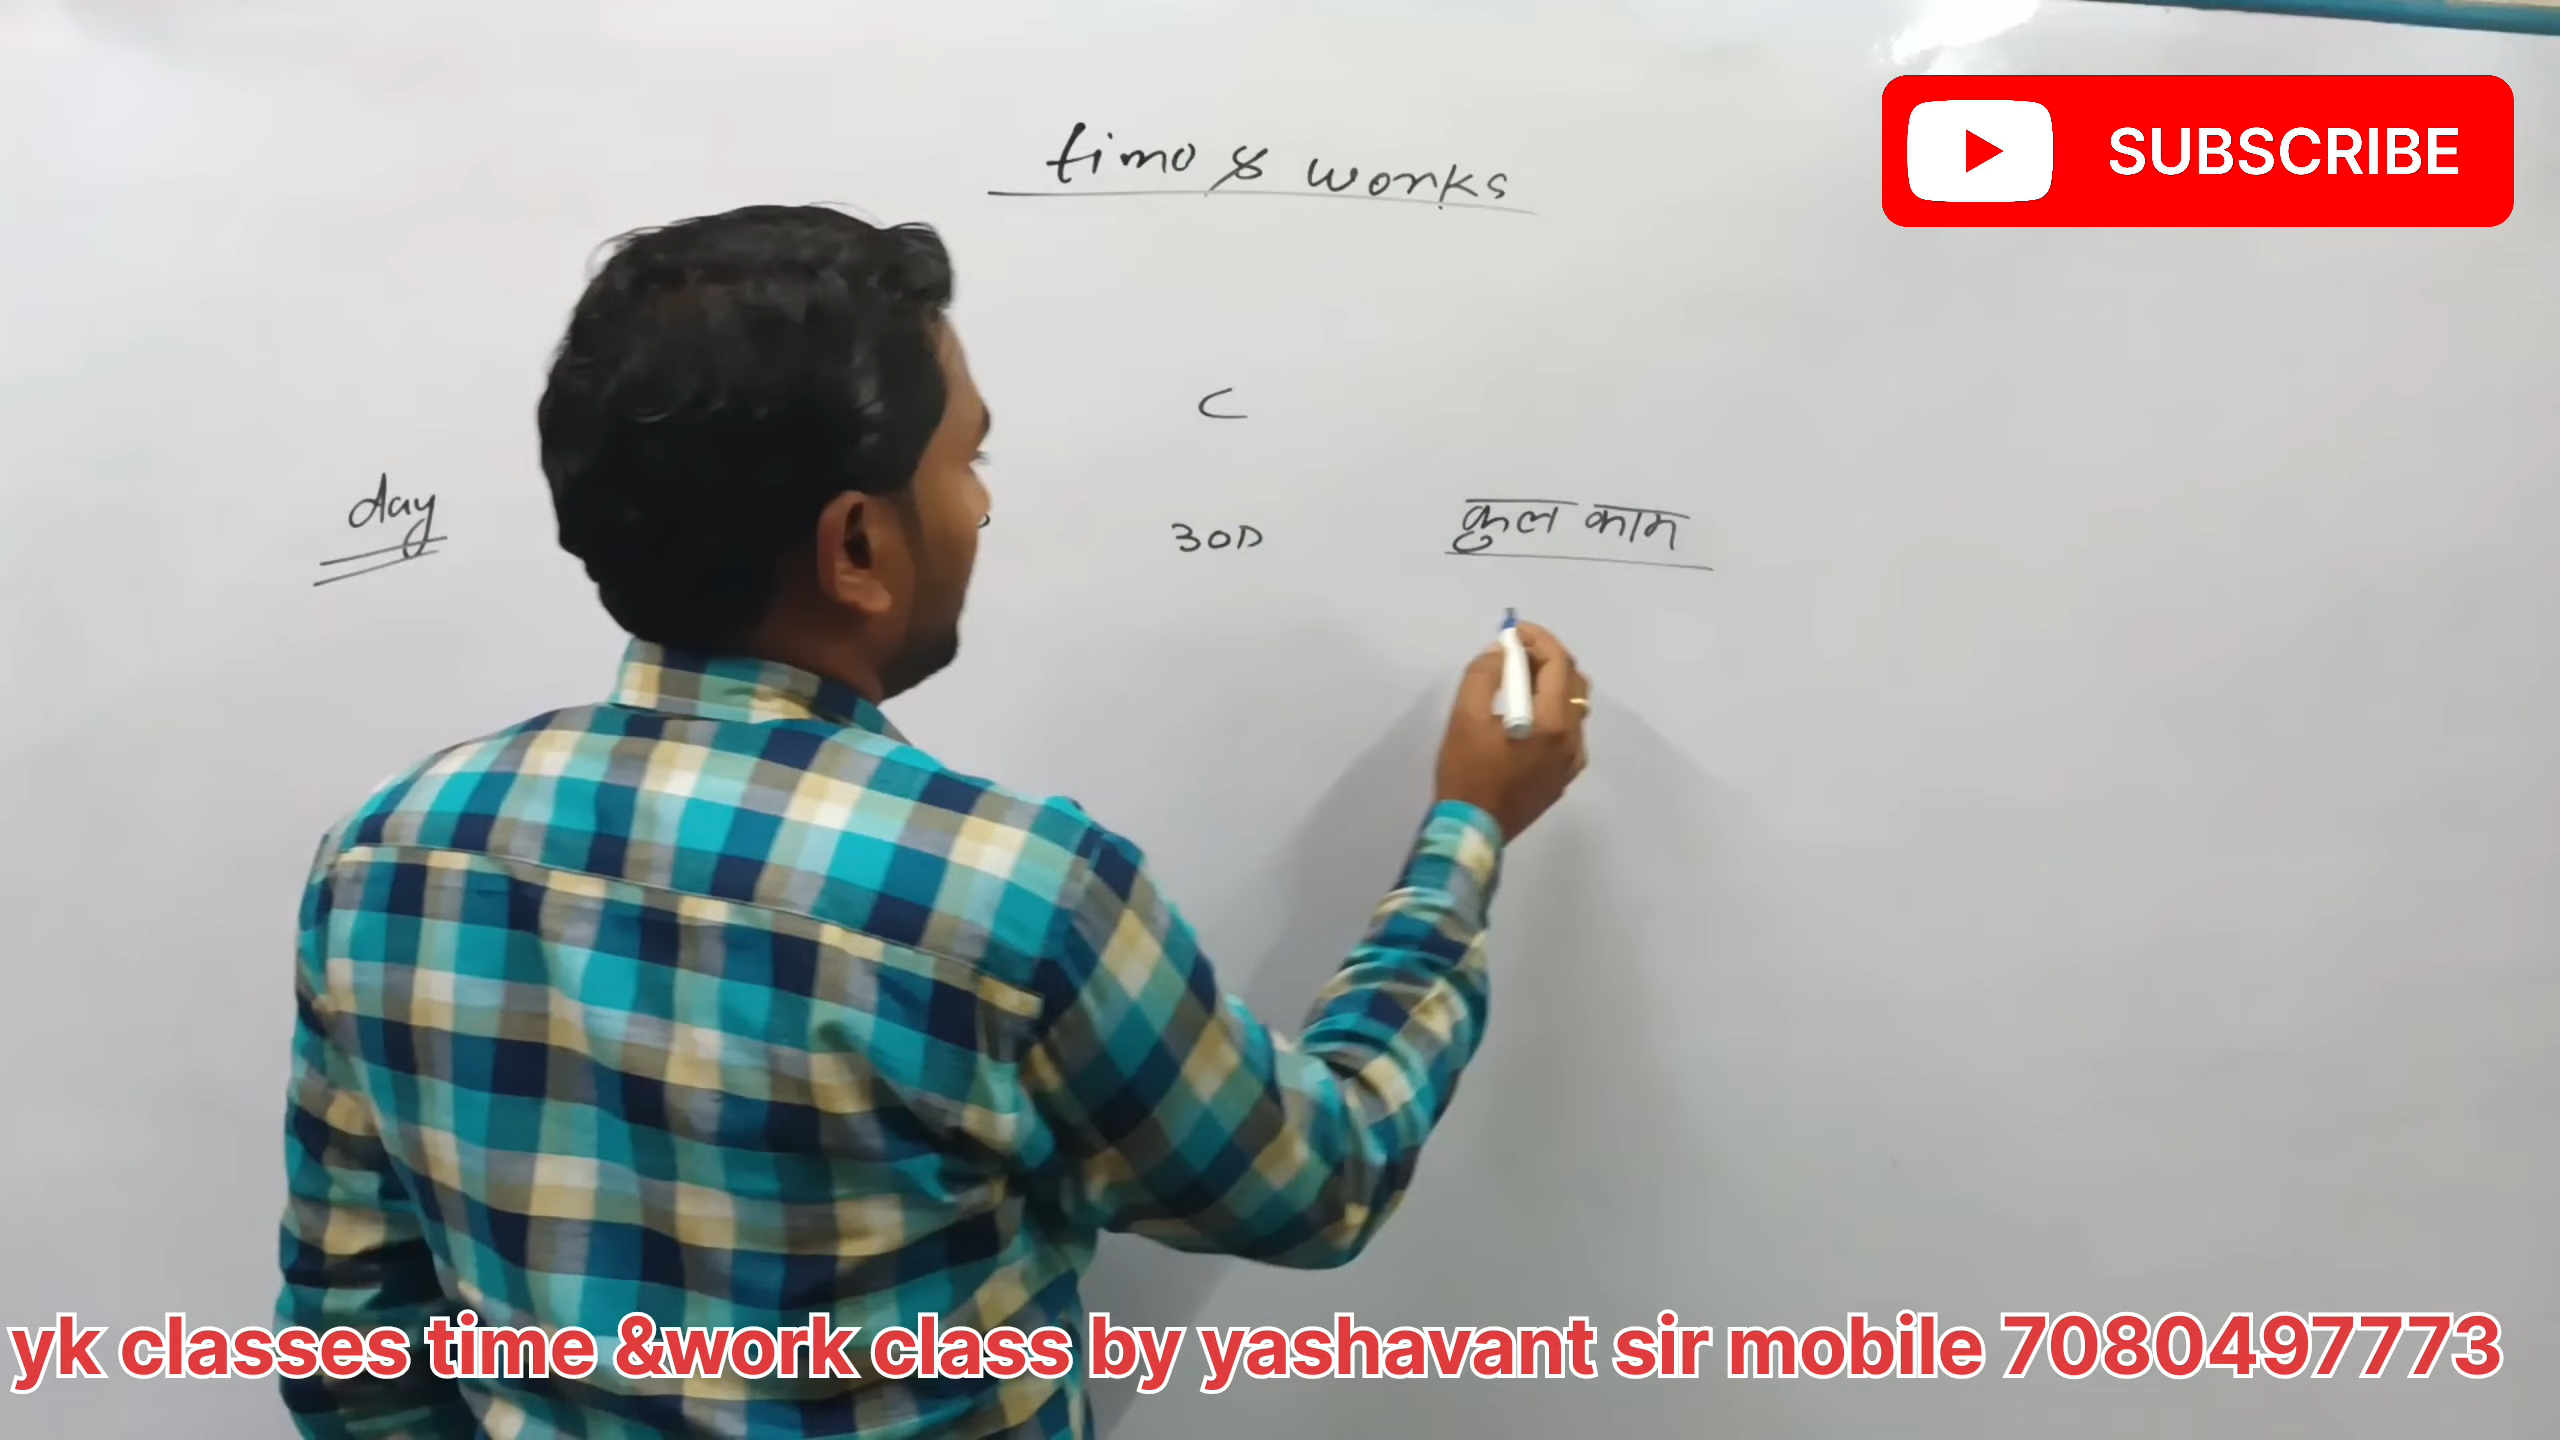 SUBSCRIBE
time & works
C
day
30D
कुल काम
yk classes time &work class by yashavant sir mobile 7080497773